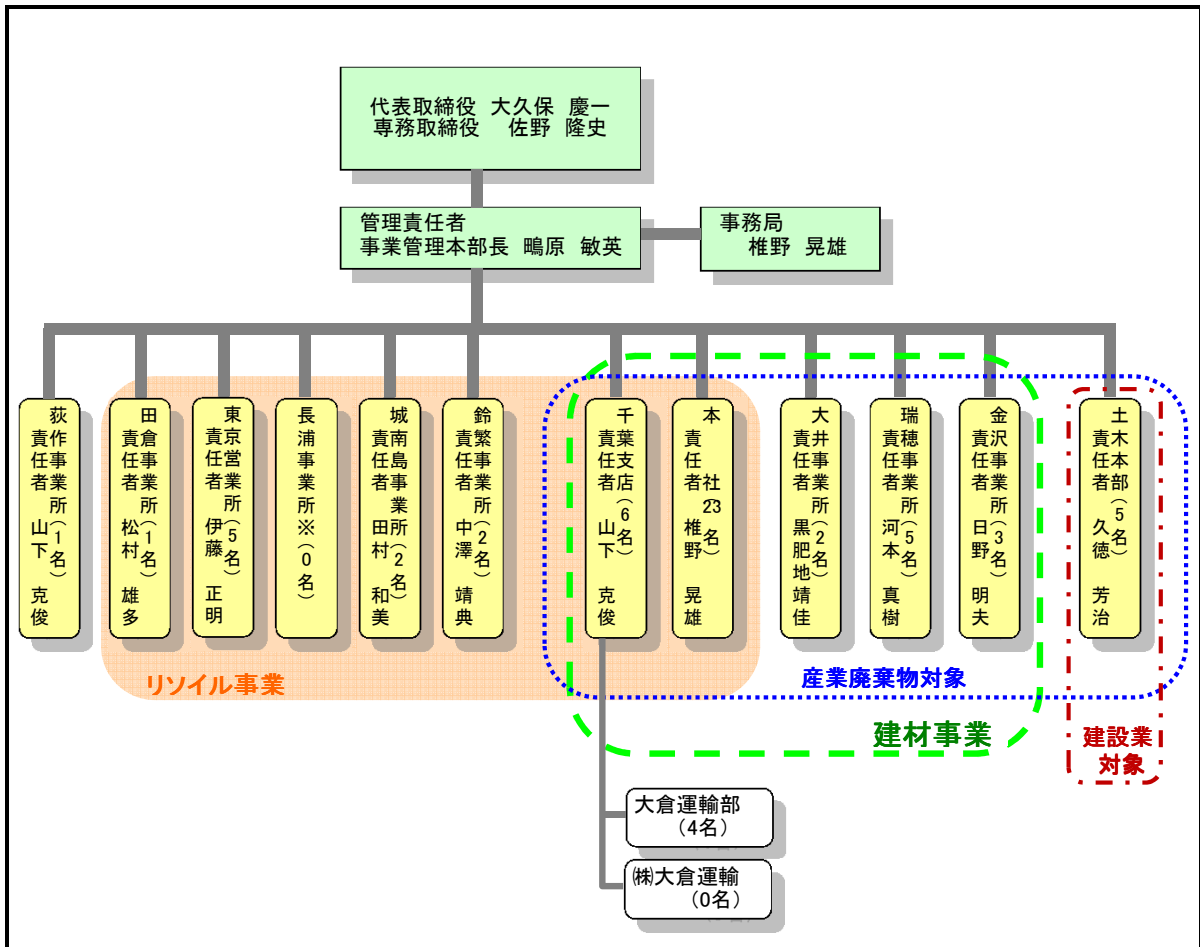 代表取締役 大久保 慶一
専務取締役 佐野 隆史
管理責任者
事業管理本部長 鴫原 敏英
事務局
椎野 晃雄
荻作事業所(1名)
責任者 山下 克俊
田倉事業所(1名)
責任者 松村 雄多
東京営業所(5名)
責任者 伊藤 正明
長浦事業所※(0名)
城南島事業所(2名)
責任者 田村 和美
鈴繁事業所(2名)
責任者 中澤 靖典
千葉支店(6名)
責任者 山下 克俊
本 社(23名)
責任者 椎野 晃雄
大井事業所(2名)
責任者 黒肥地靖佳
瑞穂事業所(5名)
責任者 河本 真樹
金沢事業所(3名)
責任者 日野 明夫
土木本部(5名)
責任者 久徳 芳治
リソイル事業
産業廃棄物対象
建材事業
建設業
対象
大倉運輸部
(4名)
㈱大倉運輸
(0名)